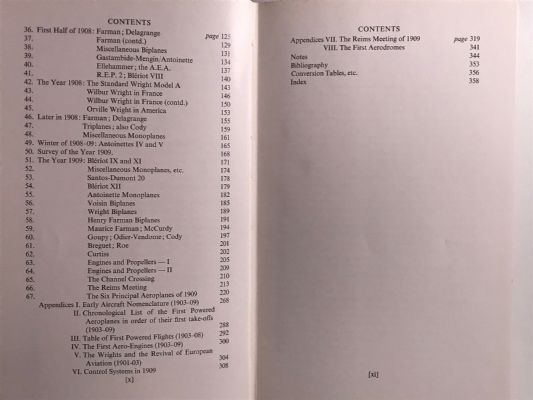 CONTENTS
36. First Half of 1908: Farman; Delagrange page 125
37. Farman (contd.) 129
38. Miscellaneous Biplanes 131
39. Gastambide-Mengin/Antoinette 134
40. Ellehammer; the A.E.A. 137
41. R.E.P. 2; Blériot VIII 140
42. The Year 1908: The Standard Wright Model A 143
43. Wilbur Wright in France 146
44. Wilbur Wright in France (contd.) 150
45. Orville Wright in America 153
46. Later in 1908: Farman; Delagrange 155
47. Triplanes; also Cody 159
48. Miscellaneous Monoplanes 161
49. Winter of 1908-09: Antoinettes IV and V 165
50. Survey of the Year 1909. 168
51. The Year 1909: Blériot IX and XI 171
52. Miscellaneous Monoplanes, etc. 174
53. Santos-Dumont 20 178
54. Blériot XII 179
55. Antoinette Monoplanes 182
56. Voisin Biplanes 185
57. Wright Biplanes 189
58. Henry Farman Biplanes 191
59. Maurice Farman; McCurdy 194
60. Goupy; Odier-Vendome; Cody 197
61. Breguet; Roe 201
62. Curtiss 202
63. Engines and Propellers — I 205
64. Engines and Propellers — II 209
65. The Channel Crossing 210
66. The Reims Meeting 213
67. The Six Principal Aeroplanes of 1909 220
Appendices I. Early Aircraft Nomenclature (1903-09) 268
II. Chronological List of the First Powered
Aeroplanes in order of their first take-offs
(1903-09) 288
III. Table of First Powered Flights (1903-08) 292
IV. The First Aero-Engines (1903-09) 300
V. The Wrights and the Revival of European
Aviation (1901-03) 304
VI. Control Systems in 1909 308
[x]
CONTENTS
Appendices VII. The Reims Meeting of 1909 page 319
VIII. The First Aerodromes 341
Notes 344
Bibliography 353
Conversion Tables, etc. 356
Index 358
[xi]